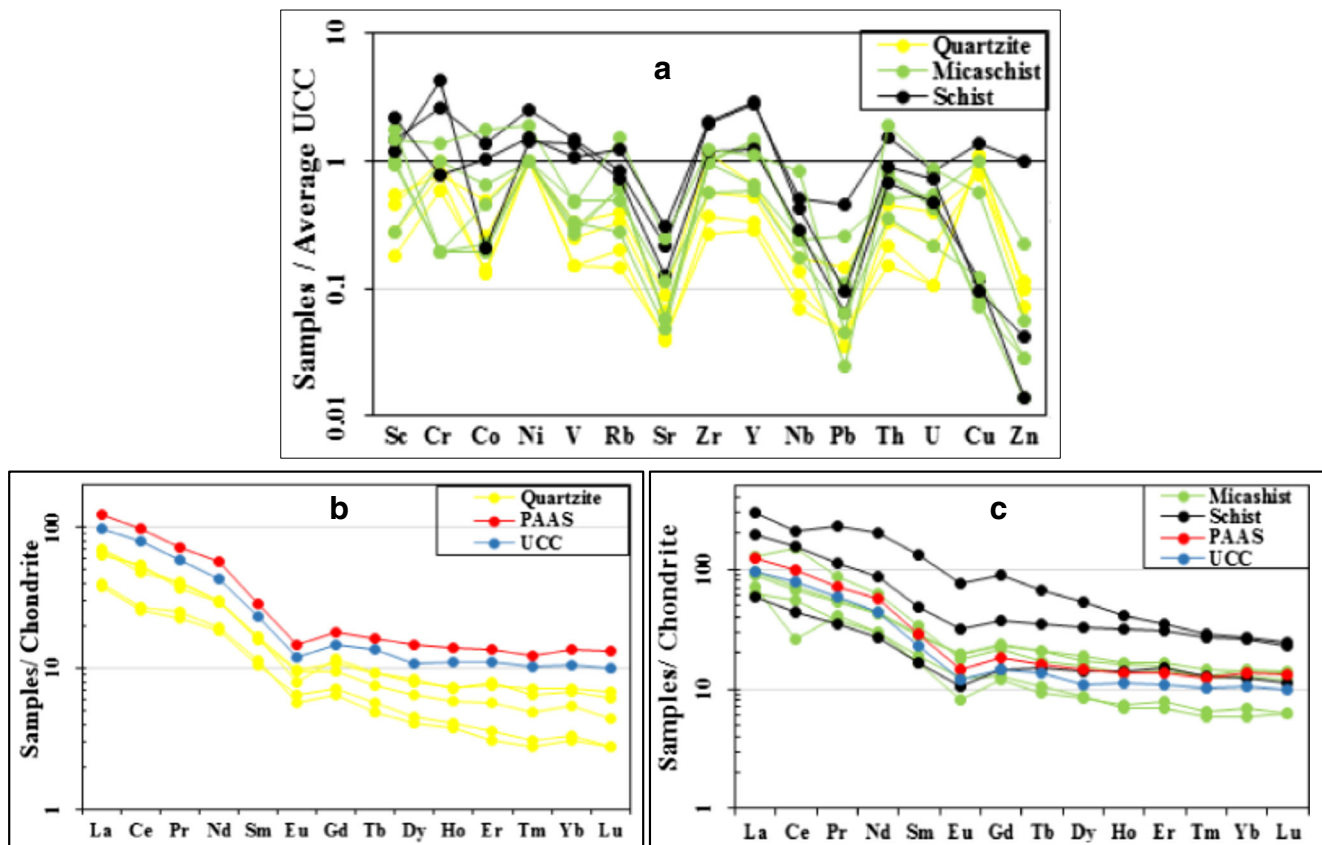 a
Quartzite
Micaschist
Schist
Samples / Average UCC
10
1
0.1
0.01
Sc Cr Co Ni V Rb Sr Zr Y Nb Pb Th U Cu Zn
b
Quartzite
PAAS
UCC
Samples/ Chondrite
100
10
1
La Ce Pr Nd Sm Eu Gd Tb Dy Ho Er Tm Yb Lu
c
Micashist
Schist
PAAS
UCC
Samples/ Chondrite
100
10
1
La Ce Pr Nd Sm Eu Gd Tb Dy Ho Er Tm Yb Lu